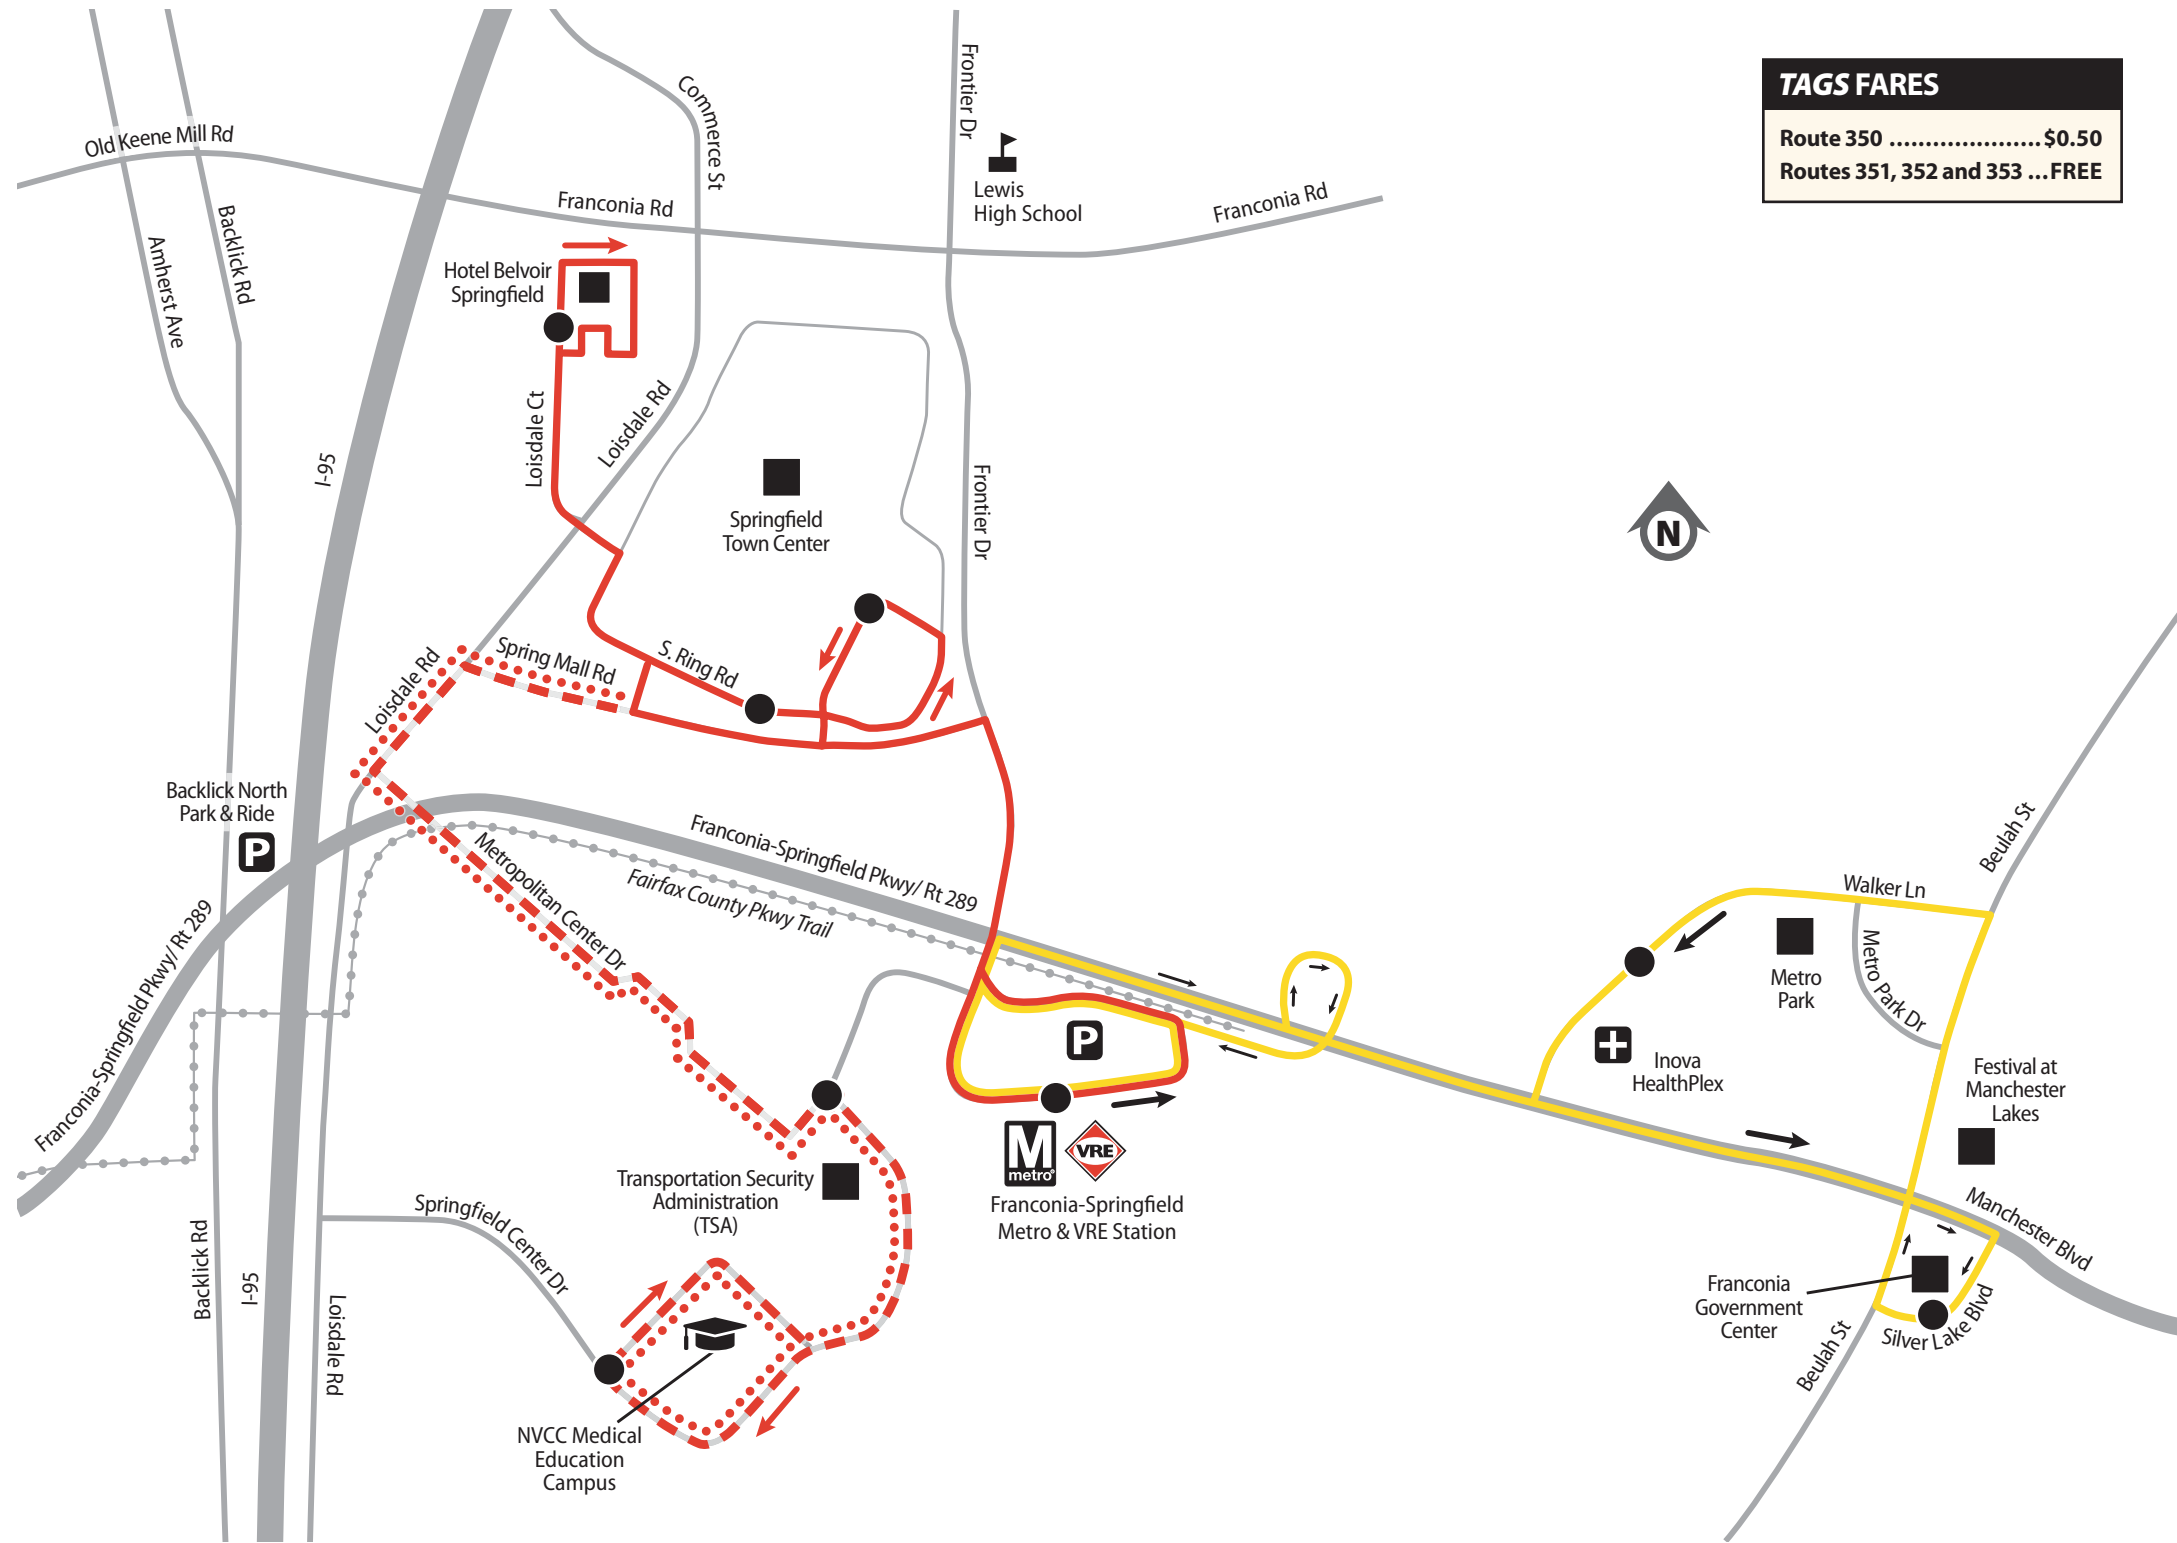 TAGS FARES
Route 350 .....................$0.50
Routes 351, 352 and 353 ...FREE
Old Keene Mill Rd
Commerce St
Frontier Dr
Lewis
High School
Franconia Rd
Franconia Rd
Backlick Rd
Amherst Ave
Hotel Belvoir
Springfield
Loisdale Ct
Loisdale Rd
I-95
Springfield
Town Center
Frontier Dr
N
Spring Mall Rd
S. Ring Rd
Loisdale Rd
Backlick North
Park & Ride
P
Franconia-Springfield Pkwy/ Rt 289
Fairfax County Pkwy Trail
Metropolitan Center Dr
Franconia-Springfield Pkwy/ Rt 289
Beulah St
Walker Ln
Metro Park Dr
Metro
Park
P
Inova
HealthPlex
Festival at
Manchester
Lakes
M
metro
VRE
Franconia-Springfield
Metro & VRE Station
Transportation Security
Administration
(TSA)
Springfield Center Dr
Manchester Blvd
Backlick Rd
I-95
Loisdale Rd
Franconia
Government
Center
Silver Lake Blvd
Beulah St
NVCC Medical
Education
Campus